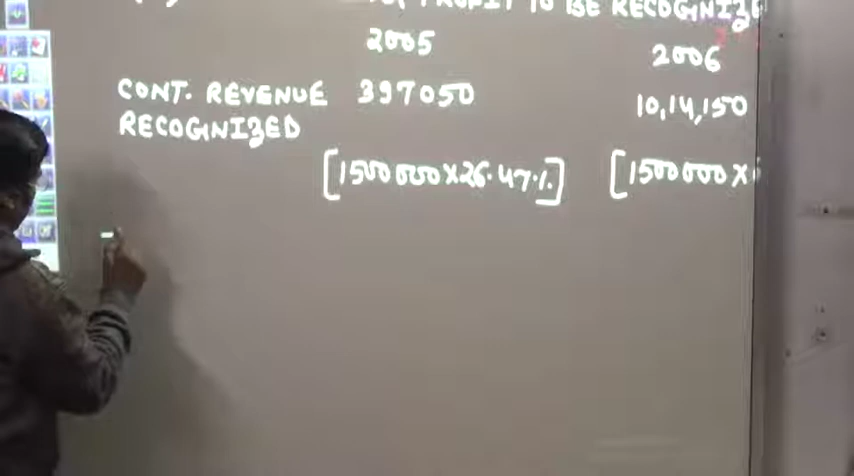 PROFIT TO BE RECOGNIZE
2005 2006
CONT. REVENUE 397050 10,14,150
RECOGNIZED
[1500000×26.47%] [1500000×